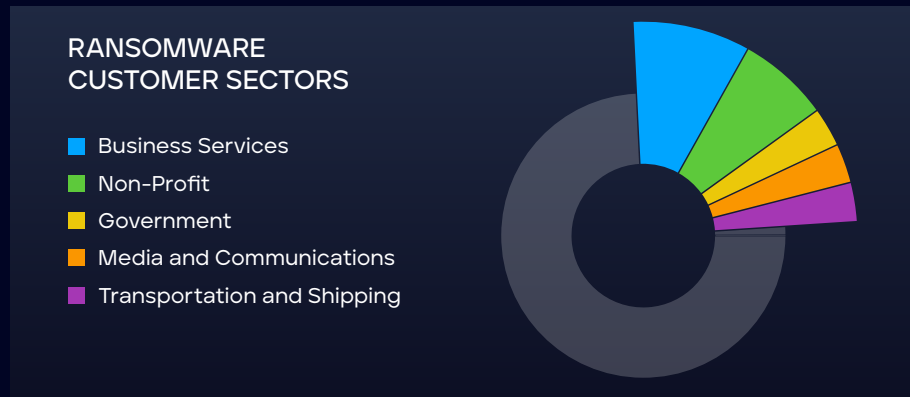 RANSOMWARE
CUSTOMER SECTORS
Business Services
Non-Profit
Government
Media and Communications
Transportation and Shipping